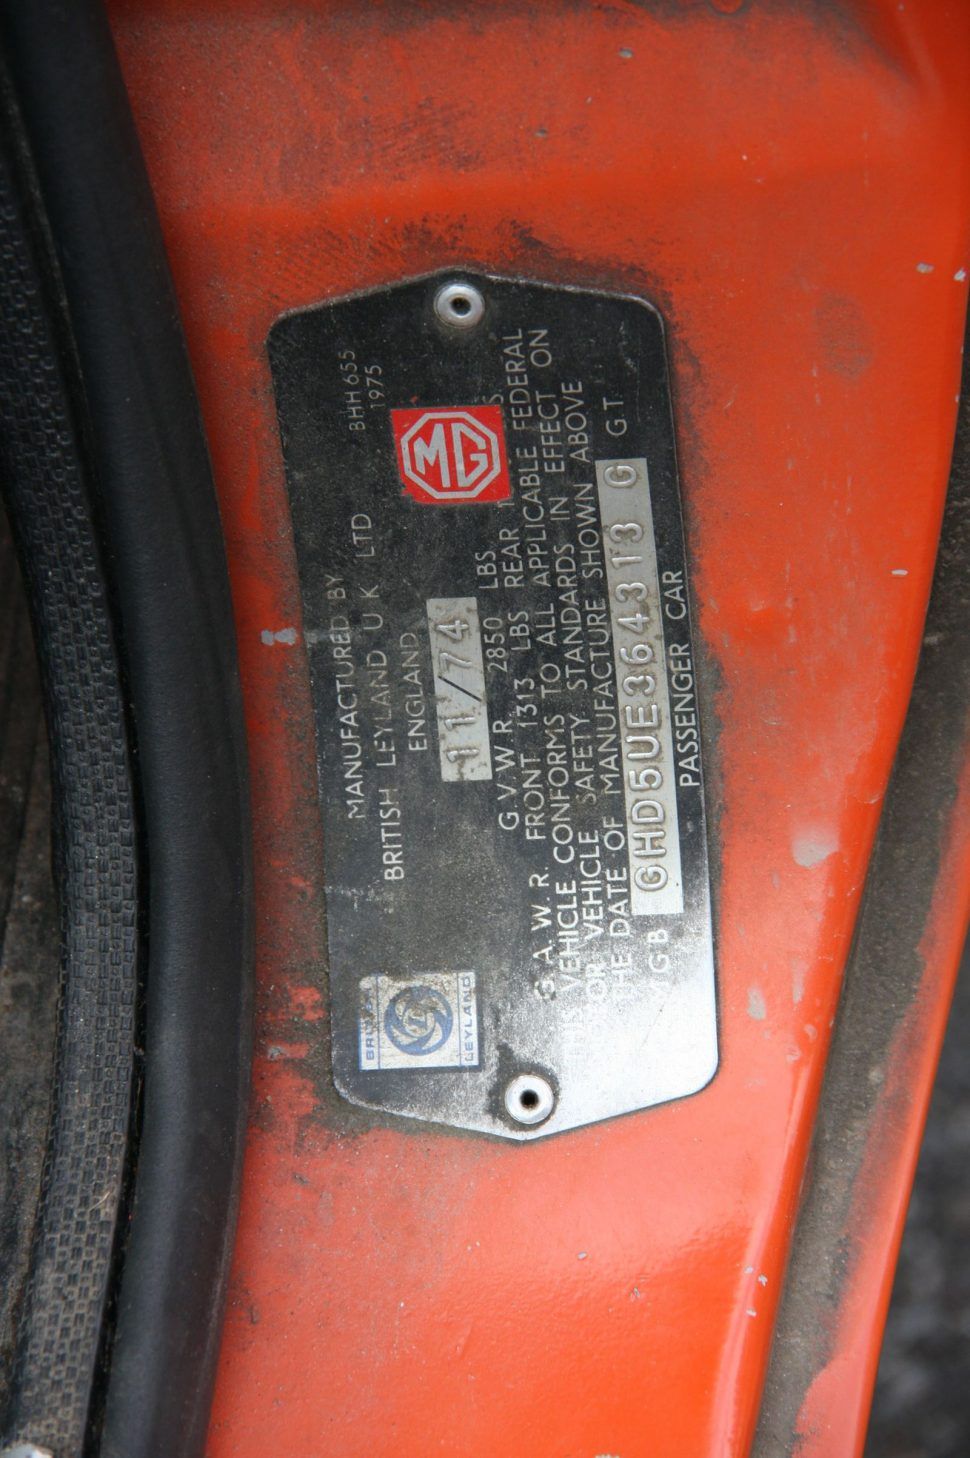 MANUFACTURED BY
BHH 655
BRITISH LEYLAND U K LTD
1975
ENGLAND
BRITISH
LEYLAND
11/74
MG
G.V.W.R 2850 LBS
G.A.W.R. FRONT 1313 LBS REAR
VEHICLE CONFORMS TO ALL APPLICABLE FEDERAL
VEHICLE SAFETY STANDARDS IN EFFECT ON
THE DATE OF MANUFACTURE SHOWN ABOVE
GHD5UE364313 G
GT
PASSENGER CAR